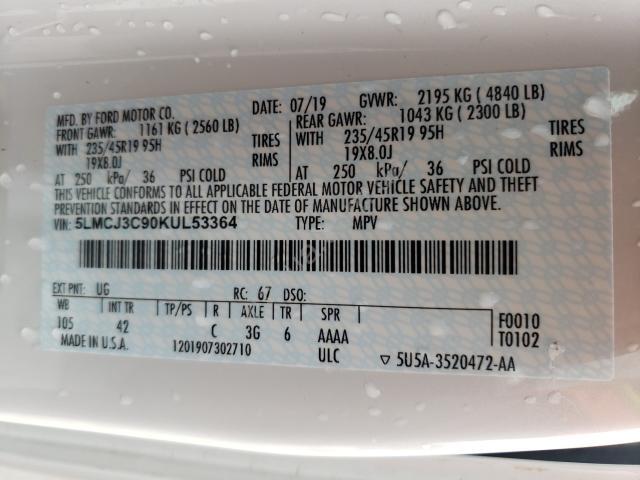 MFD. BY FORD MOTOR CO. DATE: 07/19 GVWR: 2195 KG ( 4840 LB)
FRONT GAWR: 1161 KG ( 2560 LB) REAR GAWR: 1043 KG ( 2300 LB)
WITH 235/45R19 95H TIRES WITH 235/45R19 95H TIRES
19X8.0J RIMS 19X8.0J RIMS
AT 250 kPa/ 36 PSI COLD AT 250 kPa/ 36 PSI COLD
THIS VEHICLE CONFORMS TO ALL APPLICABLE FEDERAL MOTOR VEHICLE SAFETY AND THEFT
PREVENTION STANDARDS IN EFFECT ON THE DATE OF MANUFACTURE SHOWN ABOVE.
VIN: 5LMCJ3C90KUL53364 TYPE: MPV
EXT PNT: UG RC: 67 DSO:
WB INT TR TP/PS R AXLE TR SPR
105 42 C 3G 6 AAAA F0010
MADE IN U.S.A. 1201907302710 ULC T0102
▽ 5U5A-3520472-AA